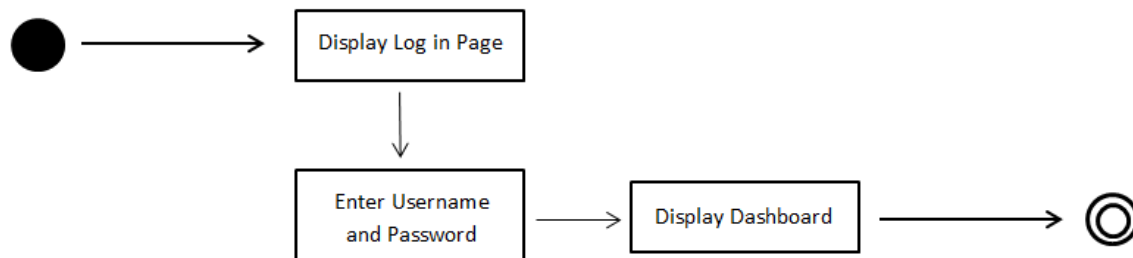 Display Log in Page
Enter Username
and Password
Display Dashboard